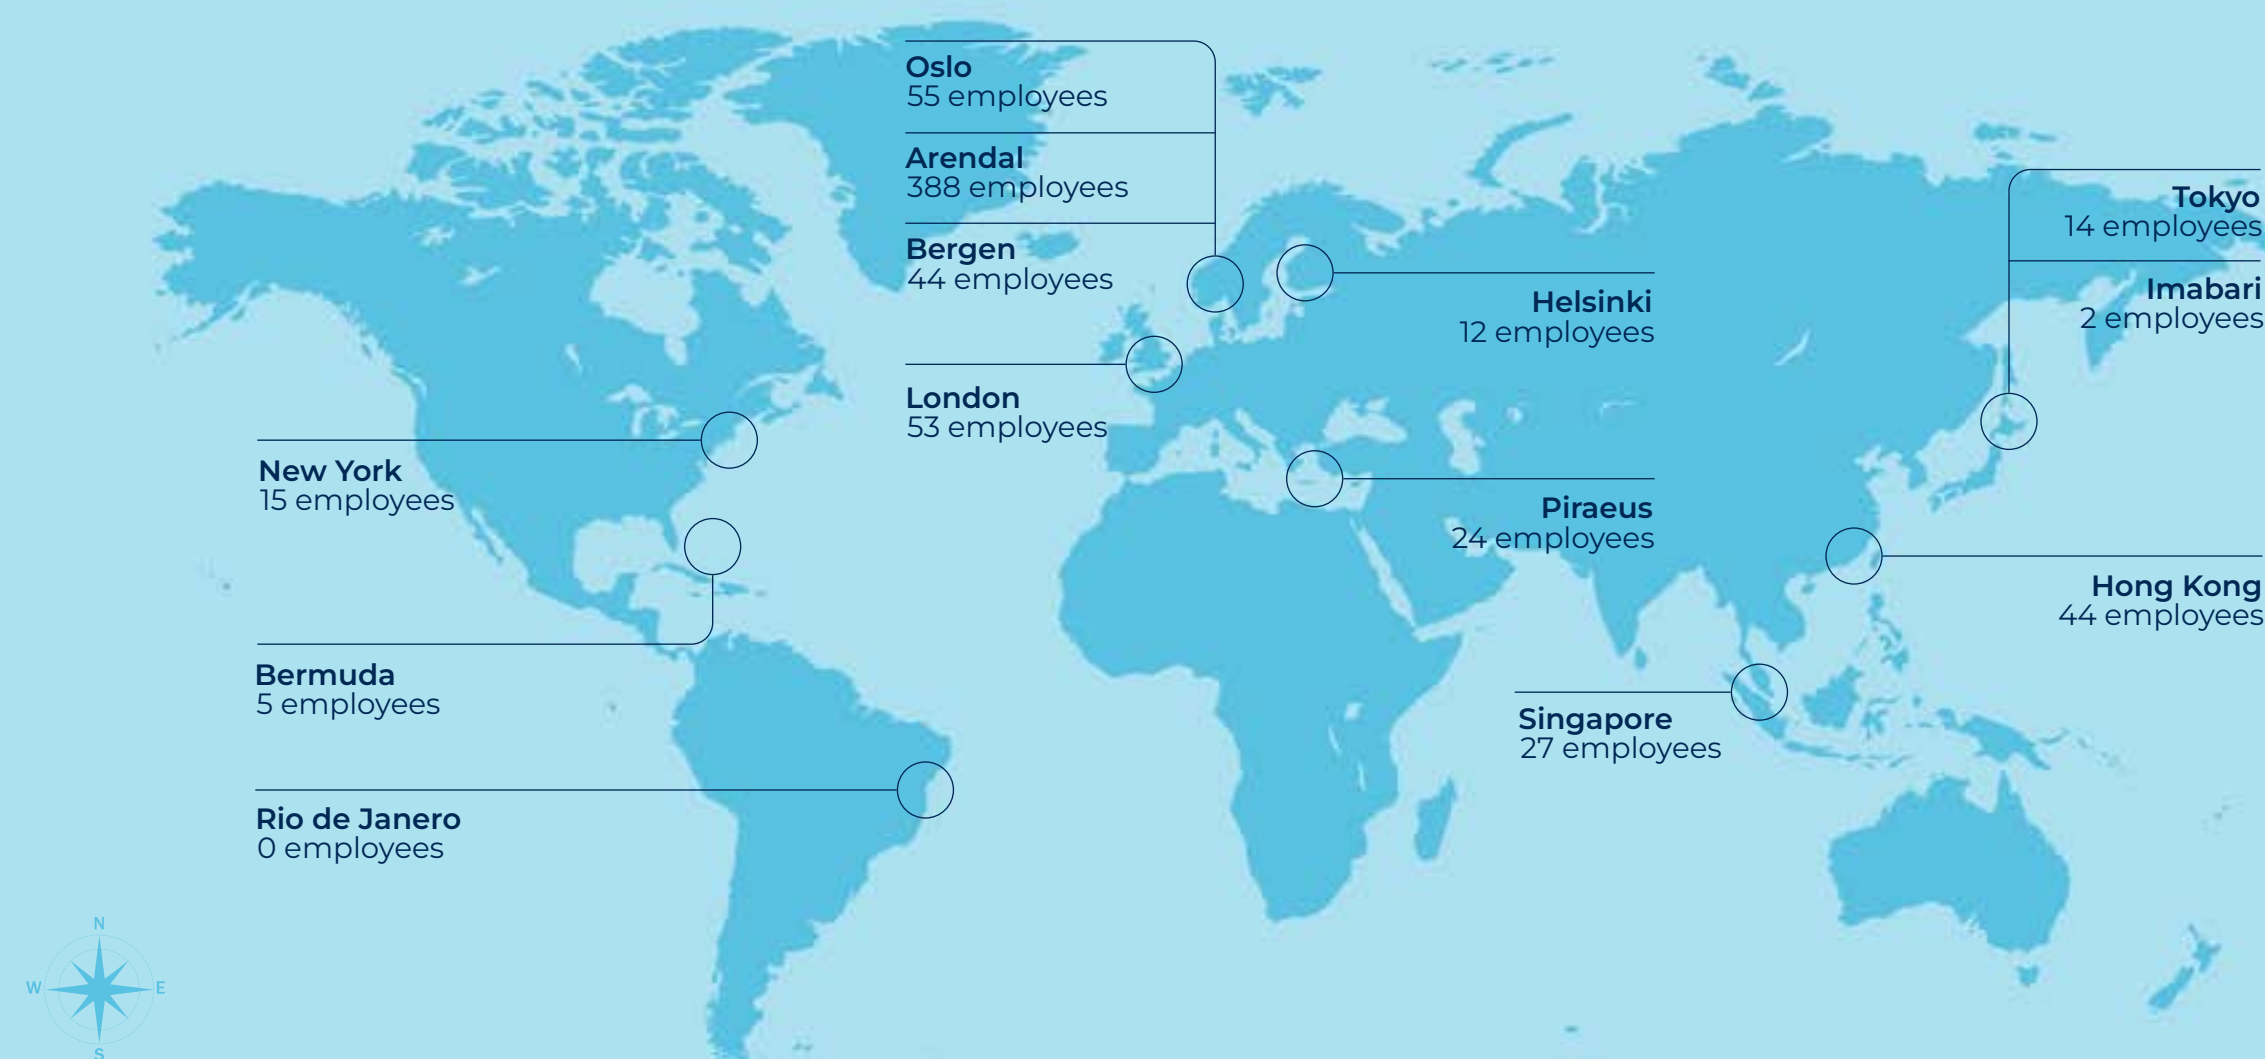 Oslo
55 employees
Arendal
388 employees
Bergen
44 employees
London
53 employees
Helsinki
12 employees
Piraeus
24 employees
Tokyo
14 employees
Imabari
2 employees
Hong Kong
44 employees
Singapore
27 employees
New York
15 employees
Bermuda
5 employees
Rio de Janero
0 employees
N
W
E
S